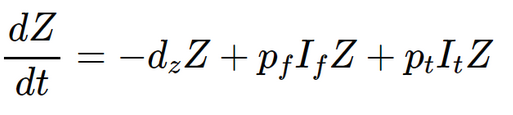 dZ/dt = −d_z Z + p_f I_f Z + p_t I_t Z